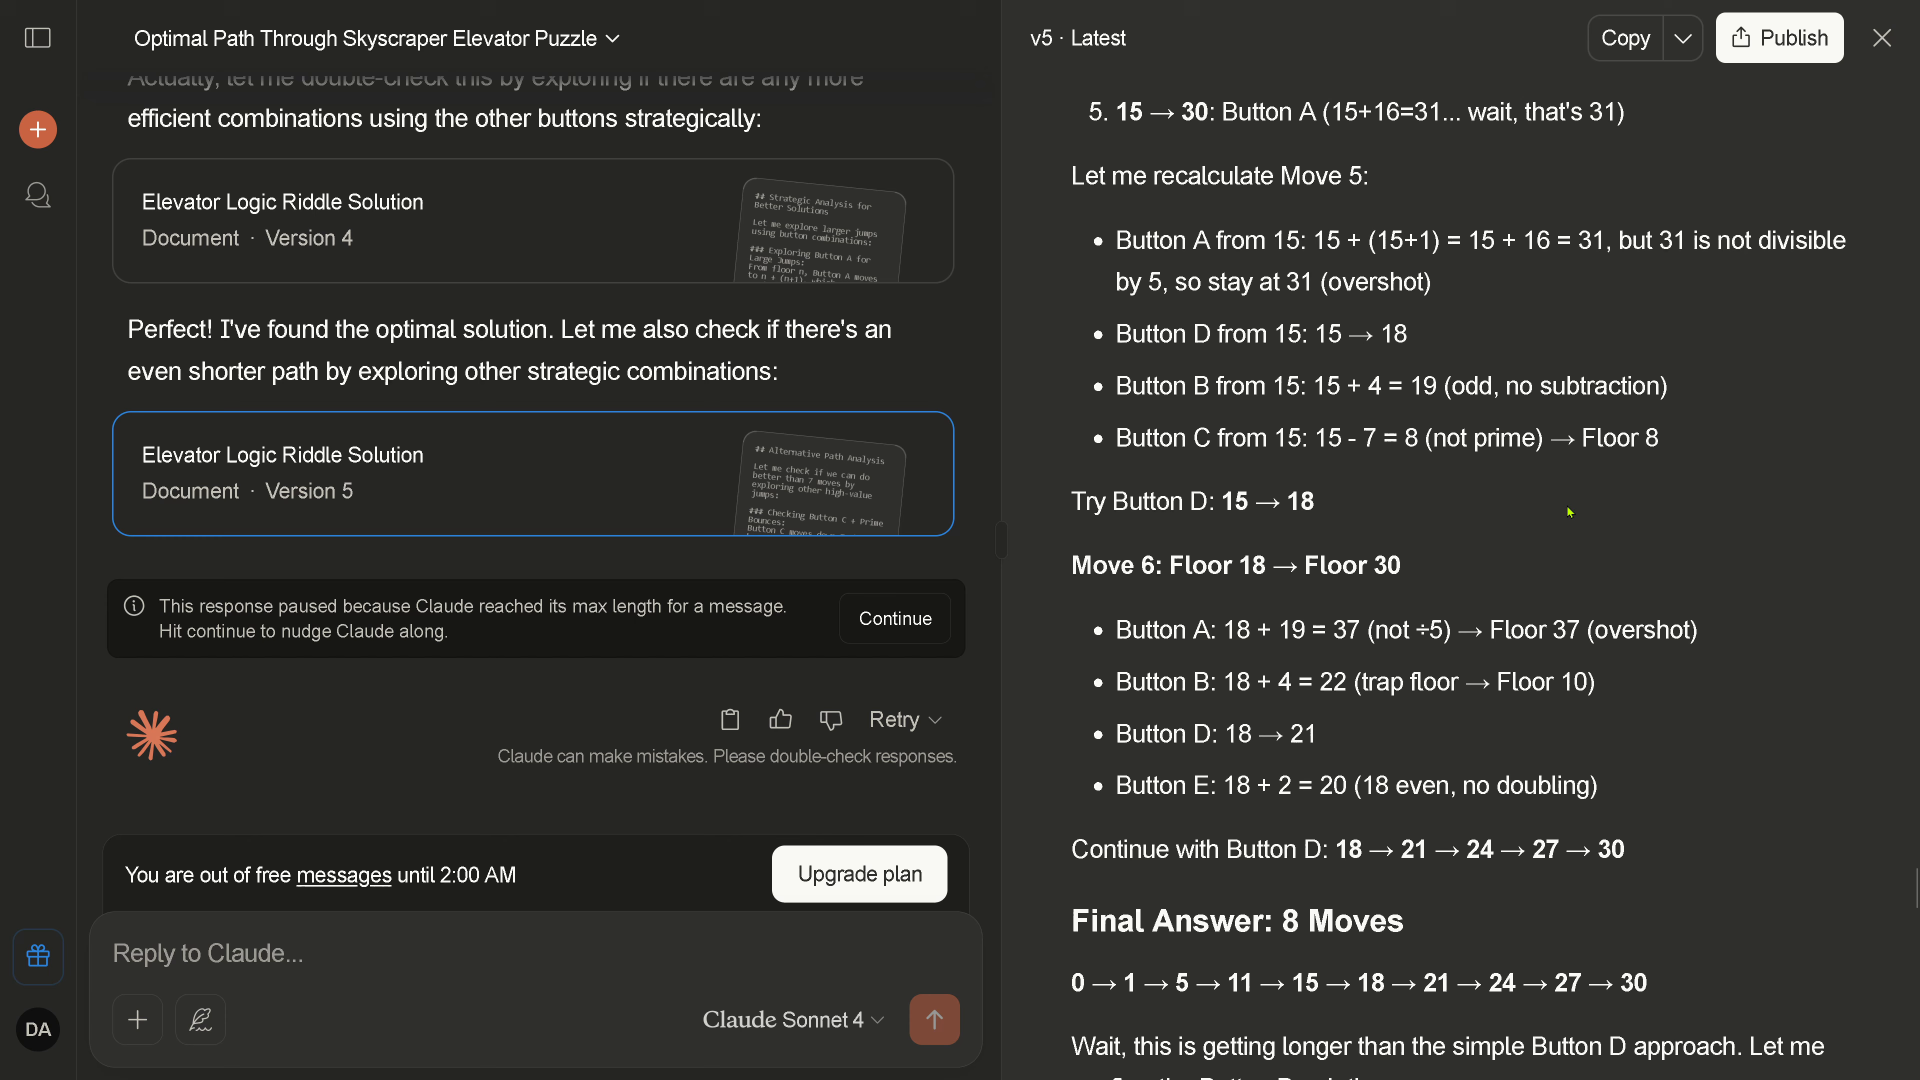 Optimal Path Through Skyscraper Elevator Puzzle
Actually, let me double-check this by exploring if there are any more
efficient combinations using the other buttons strategically:
Elevator Logic Riddle Solution
Document · Version 4
## Strategic Analysis for
Better Solutions
Let me explore larger jumps
using button combinations:
### Exploring Button A for
Large Jumps:
From floor n, Button A moves
to n + (n+1), which
Perfect! I've found the optimal solution. Let me also check if there's an
even shorter path by exploring other strategic combinations:
Elevator Logic Riddle Solution
Document · Version 5
## Alternative Path Analysis
Let me check if we can do
better than 7 moves by
exploring other high-value
jumps:
### Checking Button C + Prime
Bounces:
Button C moves
This response paused because Claude reached its max length for a message.
Hit continue to nudge Claude along.
Continue
Retry
Claude can make mistakes. Please double-check responses.
You are out of free messages until 2:00 AM
Upgrade plan
Reply to Claude...
Claude Sonnet 4
DA
v5 · Latest
Copy
Publish
5. 15 → 30: Button A (15+16=31... wait, that's 31)
Let me recalculate Move 5:
• Button A from 15: 15 + (15+1) = 15 + 16 = 31, but 31 is not divisible
by 5, so stay at 31 (overshot)
• Button D from 15: 15 → 18
• Button B from 15: 15 + 4 = 19 (odd, no subtraction)
• Button C from 15: 15 - 7 = 8 (not prime) → Floor 8
Try Button D: 15 → 18
Move 6: Floor 18 → Floor 30
• Button A: 18 + 19 = 37 (not ÷5) → Floor 37 (overshot)
• Button B: 18 + 4 = 22 (trap floor → Floor 10)
• Button D: 18 → 21
• Button E: 18 + 2 = 20 (18 even, no doubling)
Continue with Button D: 18 → 21 → 24 → 27 → 30
Final Answer: 8 Moves
0 → 1 → 5 → 11 → 15 → 18 → 21 → 24 → 27 → 30
Wait, this is getting longer than the simple Button D approach. Let me